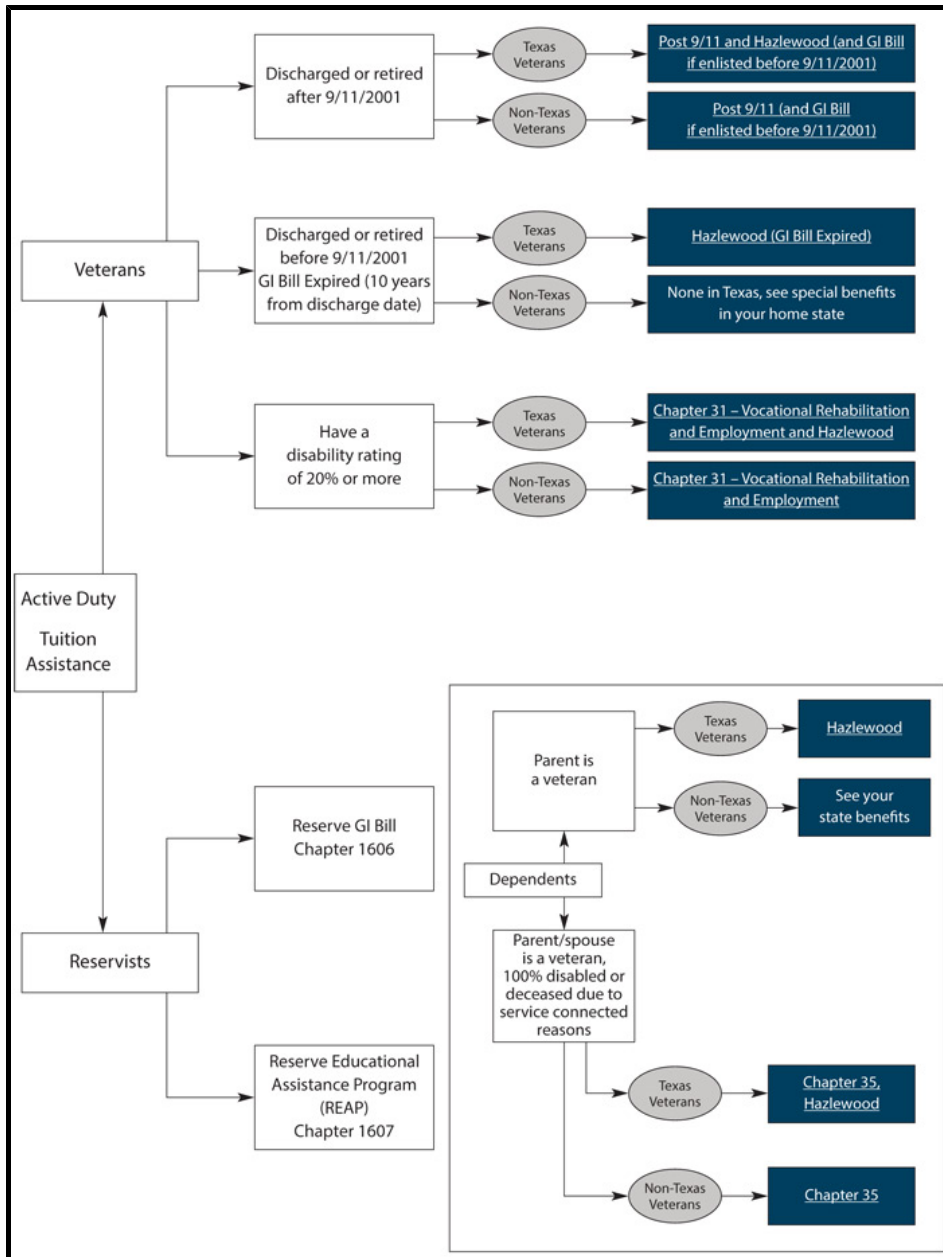 Discharged or retired
after 9/11/2001
Texas
Veterans
Post 9/11 and Hazlewood (and GI Bill
if enlisted before 9/11/2001)
Non-Texas
Veterans
Post 9/11 (and GI Bill
if enlisted before 9/11/2001)
Veterans
Discharged or retired
before 9/11/2001
GI Bill Expired (10 years
from discharge date)
Texas
Veterans
Hazlewood (GI Bill Expired)
Non-Texas
Veterans
None in Texas, see special benefits
in your home state
Have a
disability rating
of 20% or more
Texas
Veterans
Chapter 31 – Vocational Rehabilitation
and Employment and Hazlewood
Non-Texas
Veterans
Chapter 31 – Vocational Rehabilitation
and Employment
Active Duty
Tuition
Assistance
Reservists
Reserve GI Bill
Chapter 1606
Reserve Educational
Assistance Program
(REAP)
Chapter 1607
Dependents
Parent is
a veteran
Texas
Veterans
Hazlewood
Non-Texas
Veterans
See your
state benefits
Parent/spouse
is a veteran,
100% disabled or
deceased due to
service connected
reasons
Texas
Veterans
Chapter 35,
Hazlewood
Non-Texas
Veterans
Chapter 35